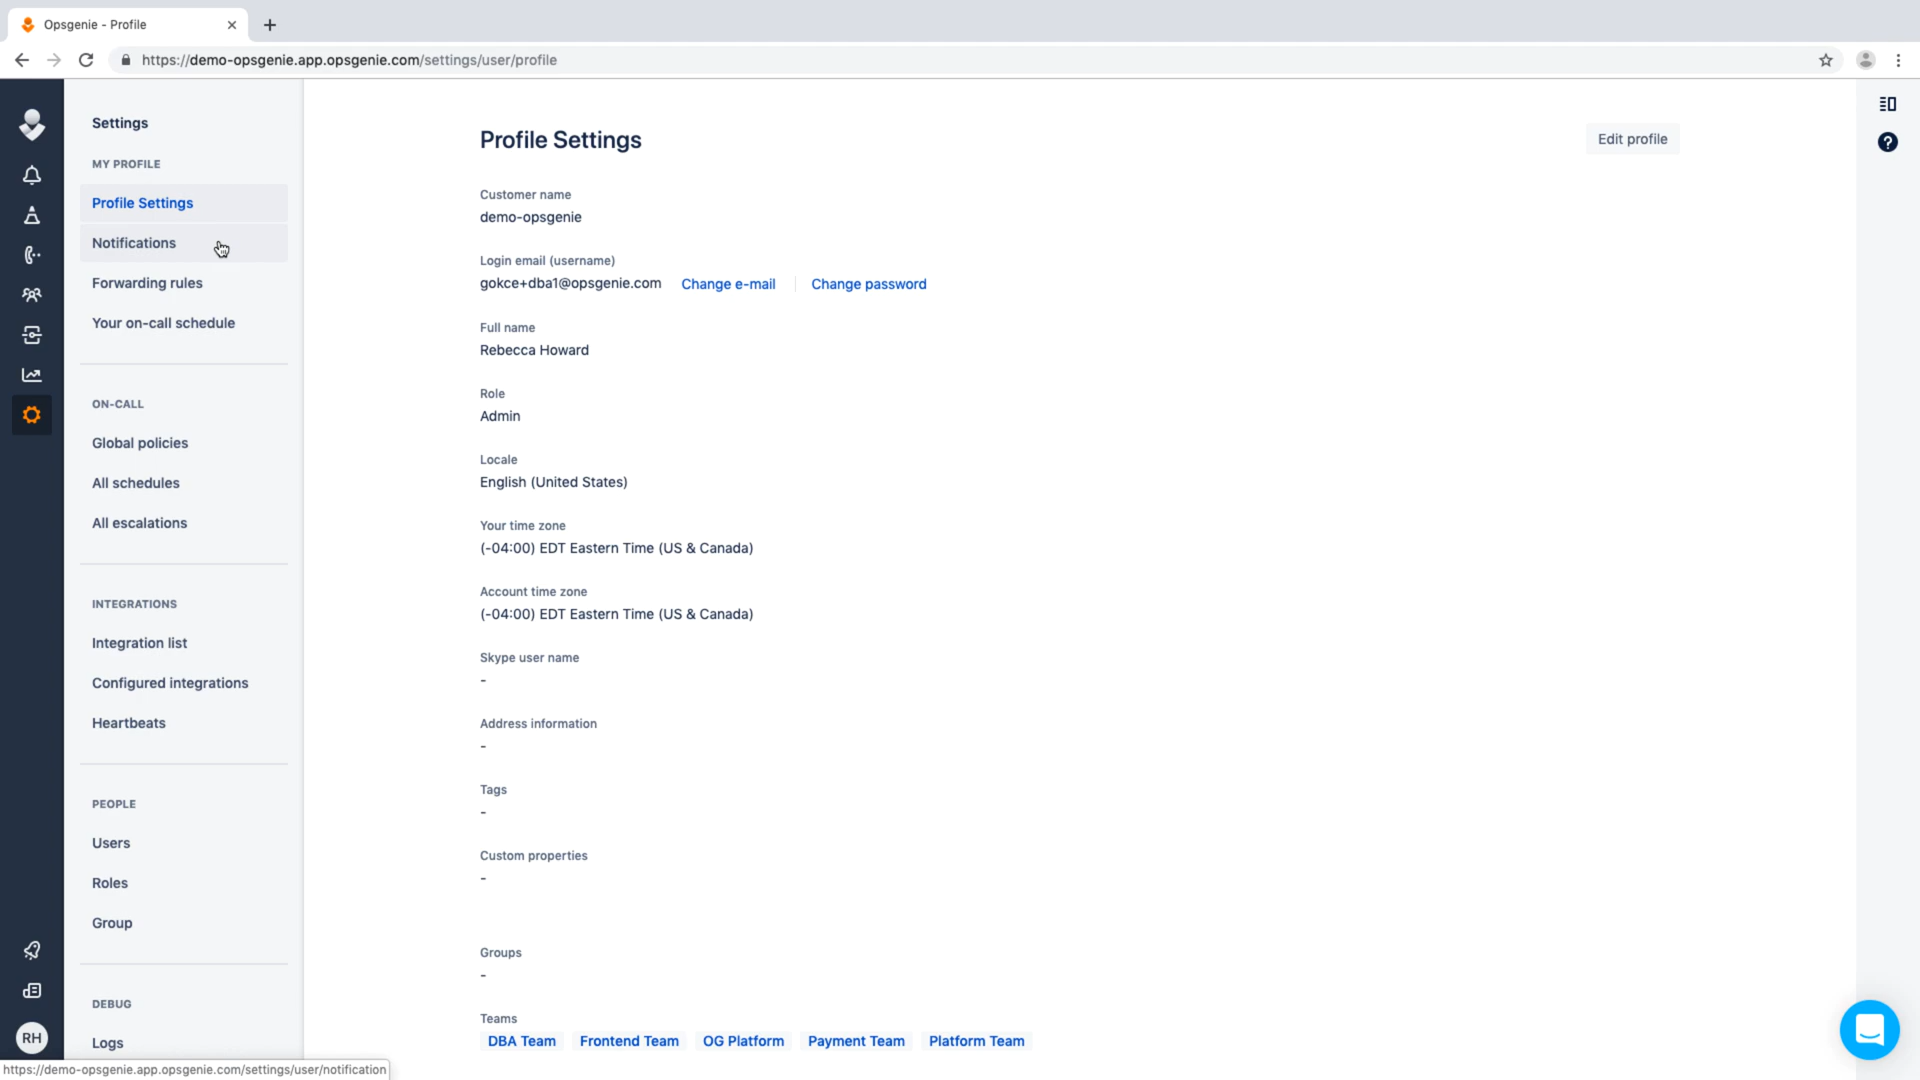 Opsgenie - Profile
https://demo-opsgenie.app.opsgenie.com/settings/user/profile
Settings
MY PROFILE
Profile Settings
Notifications
Forwarding rules
Your on-call schedule
ON-CALL
Global policies
All schedules
All escalations
INTEGRATIONS
Integration list
Configured integrations
Heartbeats
PEOPLE
Users
Roles
Group
DEBUG
Logs
RH
Profile Settings
Edit profile
Customer name
demo-opsgenie
Login email (username)
gokce+dba1@opsgenie.com Change e-mail Change password
Full name
Rebecca Howard
Role
Admin
Locale
English (United States)
Your time zone
(-04:00) EDT Eastern Time (US & Canada)
Account time zone
(-04:00) EDT Eastern Time (US & Canada)
Skype user name
-
Address information
-
Tags
-
Custom properties
-
Groups
-
Teams
DBA Team Frontend Team OG Platform Payment Team Platform Team
https://demo-opsgenie.app.opsgenie.com/settings/user/notification